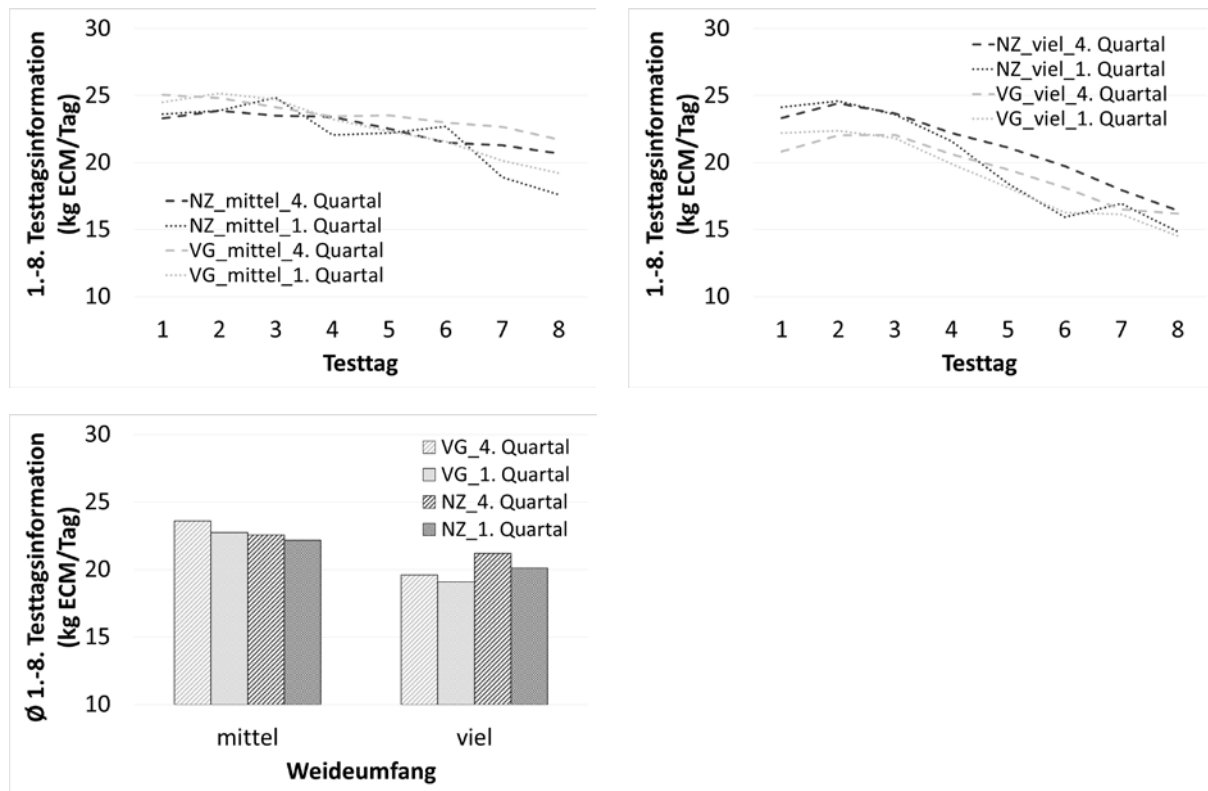 1.-8. Testtagsinformation
(kg ECM/Tag)
30
25
20
15
10
NZ_mittel_4. Quartal
NZ_mittel_1. Quartal
VG_mittel_4. Quartal
VG_mittel_1. Quartal
1 2 3 4 5 6 7 8
Testtag
1.-8. Testtagsinformation
(kg ECM/Tag)
30
25
20
15
10
NZ_viel_4. Quartal
NZ_viel_1. Quartal
VG_viel_4. Quartal
VG_viel_1. Quartal
1 2 3 4 5 6 7 8
Testtag
Ø 1.-8. Testtagsinformation
(kg ECM/Tag)
30
25
20
15
10
VG_4. Quartal
VG_1. Quartal
NZ_4. Quartal
NZ_1. Quartal
mittel viel
Weideumfang